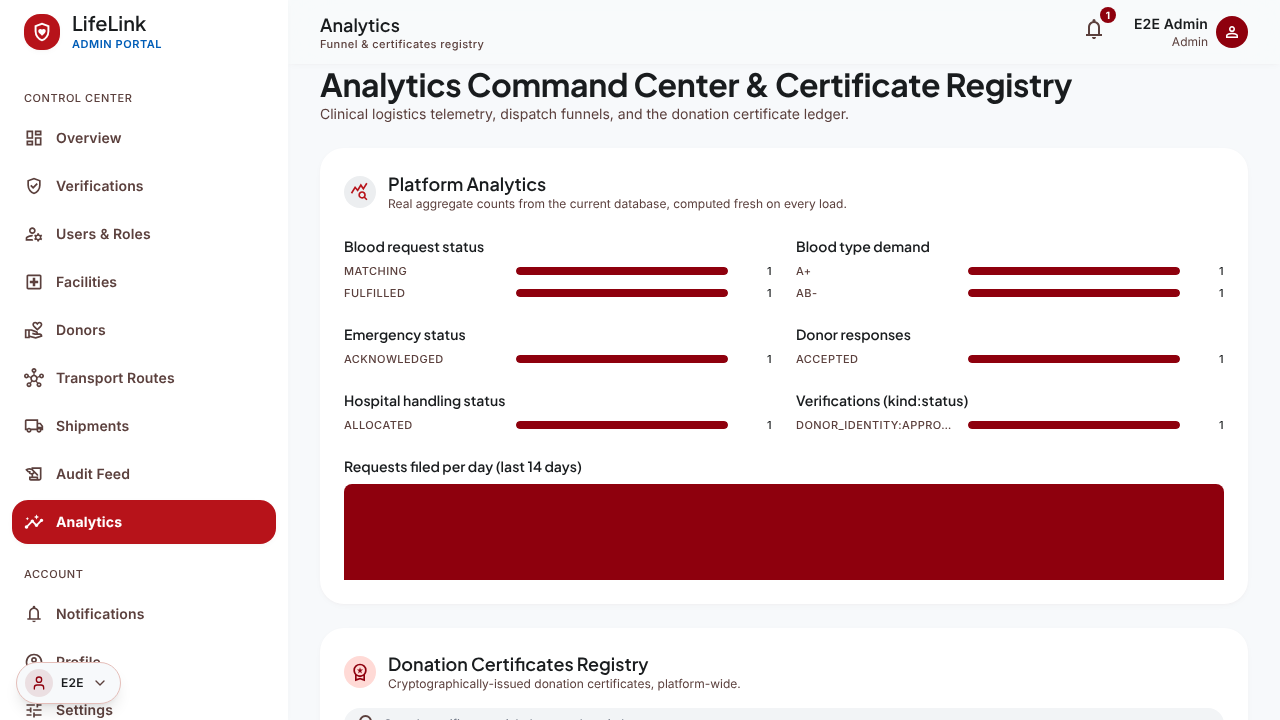 LifeLink
ADMIN PORTAL
CONTROL CENTER
Overview
Verifications
Users & Roles
Facilities
Donors
Transport Routes
Shipments
Audit Feed
Analytics
ACCOUNT
Notifications
Profile
E2E
Settings
Analytics
Funnel & certificates registry
1
E2E Admin
Admin
Analytics Command Center & Certificate Registry
Clinical logistics telemetry, dispatch funnels, and the donation certificate ledger.
Platform Analytics
Real aggregate counts from the current database, computed fresh on every load.
Blood request status
MATCHING 1
FULFILLED 1
Blood type demand
A+ 1
AB- 1
Emergency status
ACKNOWLEDGED 1
Donor responses
ACCEPTED 1
Hospital handling status
ALLOCATED 1
Verifications (kind:status)
DONOR_IDENTITY:APPRO... 1
Requests filed per day (last 14 days)
Donation Certificates Registry
Cryptographically-issued donation certificates, platform-wide.